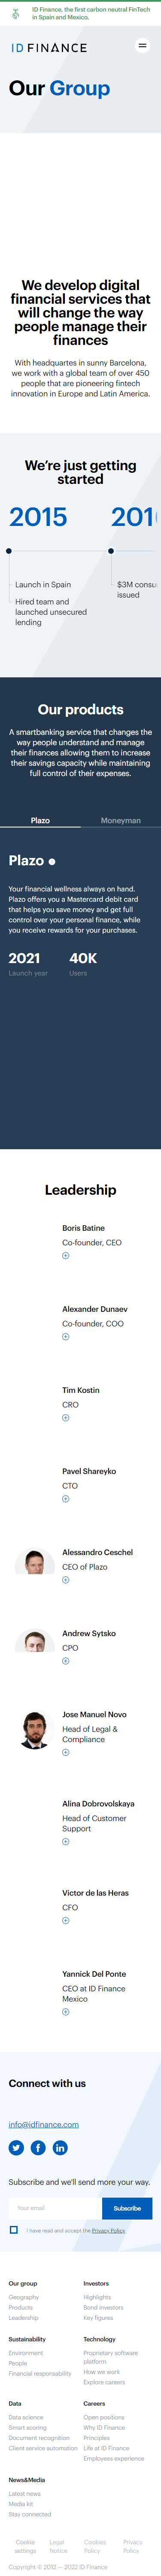 ID Finance, the first carbon neutral FinTech
in Spain and Mexico.
ID FINANCE
Our Group
We develop digital
financial services that
will change the way
people manage their
finances
With headquartes in sunny Barcelona,
we work with a global team of over 450
people that are pioneering fintech
innovation in Europe and Latin America.
We're just getting
started
2015
Launch in Spain
Hired team and
launched unsecured
lending
201
$3M consu
issued
Our products
A smartbanking service that changes the
way people understand and manage
their finances allowing them to increase
their savings capacity while maintaining
full control of their expenses.
Plazo
Moneyman
Plazo
Your financial wellness always on hand.
Plazo offers you a Mastercard debit card
that helps you save money and get full
control over your personal finance, while
you receive rewards for your purchases.
2021
40K
Launch year
Users
Leadership
Boris Batine
Co-founder, CEO
Alexander Dunaev
Co-founder, COO
Tim Kostin
CRO
Pavel Shareyko
CTO
Alessandro Ceschel
CEO of Plazo
Andrew Sytsko
CPO
Jose Manuel Novo
Head of Legal &
Compliance
Alina Dobrovolskaya
Head of Customer
Support
Victor de las Heras
CFO
Yannick Del Ponte
CEO at ID Finance
Mexico
Connect with us
info@idfinance.com
Subscribe and we'll send more your way.
Your email
Subscribe
I have read and accept the Privacy Policy
Our group
Geography
Products
Leadership
Investors
Highlights
Bond investors
Key figures
Sustainability
Environment
People
Financial responsability
Technology
Proprietary software
platform
How we work
Explore careers
Data
Data science
Smart scoring
Document recognition
Client service automation
Careers
Open positions
Why ID Finance
Principles
Life at ID Finance
Employees experience
News&Media
Latest news
Media kit
Stay connected
Cookie
settings
Legal
Notice
Cookies
Policy
Privacy
Policy
Copyright © 2012 — 2022 ID Finance